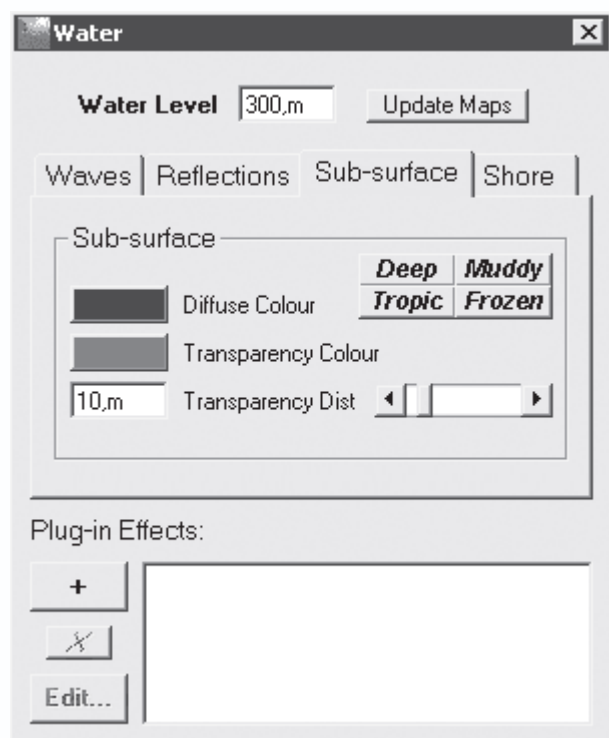 Water
Water Level 300,m Update Maps
Waves Reflections Sub-surface Shore
Sub-surface
Deep Muddy
Diffuse Colour Tropic Frozen
Transparency Colour
10,m Transparency Dist
Plug-in Effects:
+
X
Edit...